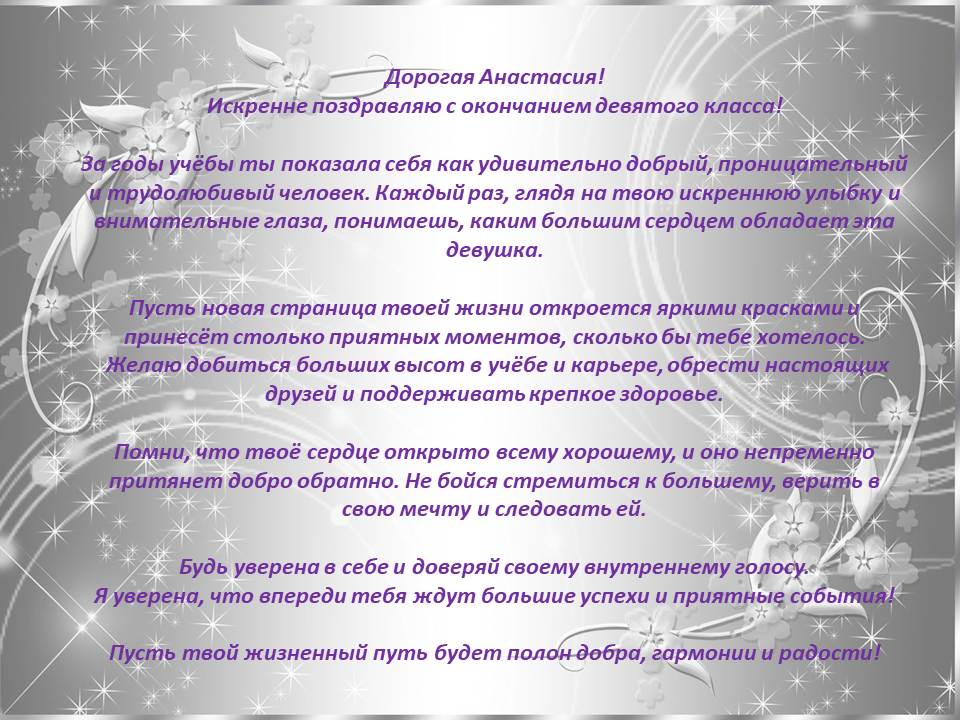 Дорогая Анастасия!
Искренне поздравляю с окончанием девятого класса!
За годы учёбы ты показала себя как удивительно добрый, проницательный
и трудолюбивый человек. Каждый раз, глядя на твою искреннюю улыбку и
внимательные глаза, понимаешь, каким большим сердцем обладает эта
девушка.
Пусть новая страница твоей жизни откроется яркими красками и
принесёт столько приятных моментов, сколько бы тебе хотелось.
Желаю добиться больших высот в учёбе и карьере, обрести настоящих
друзей и поддерживать крепкое здоровье.
Помни, что твоё сердце открыто всему хорошему, и оно непременно
притянет добро обратно. Не бойся стремиться к большему, верить в
свою мечту и следовать ей.
Будь уверена в себе и доверяй своему внутреннему голосу.
Я уверена, что впереди тебя ждут большие успехи и приятные события!
Пусть твой жизненный путь будет полон добра, гармонии и радости!